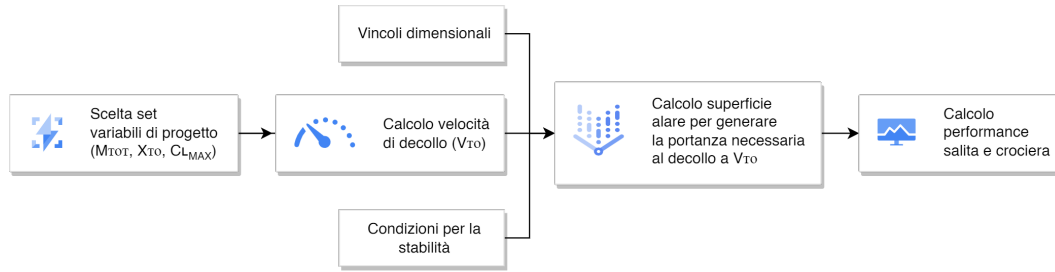 Scelta set
variabili di progetto
(MTOT, XTO, CLMAX)
Calcolo velocità
di decollo (VTO)
Vincoli dimensionali
Condizioni per la
stabilità
Calcolo superficie
alare per generare
la portanza necessaria
al decollo a VTO
Calcolo
performance
salita e crociera